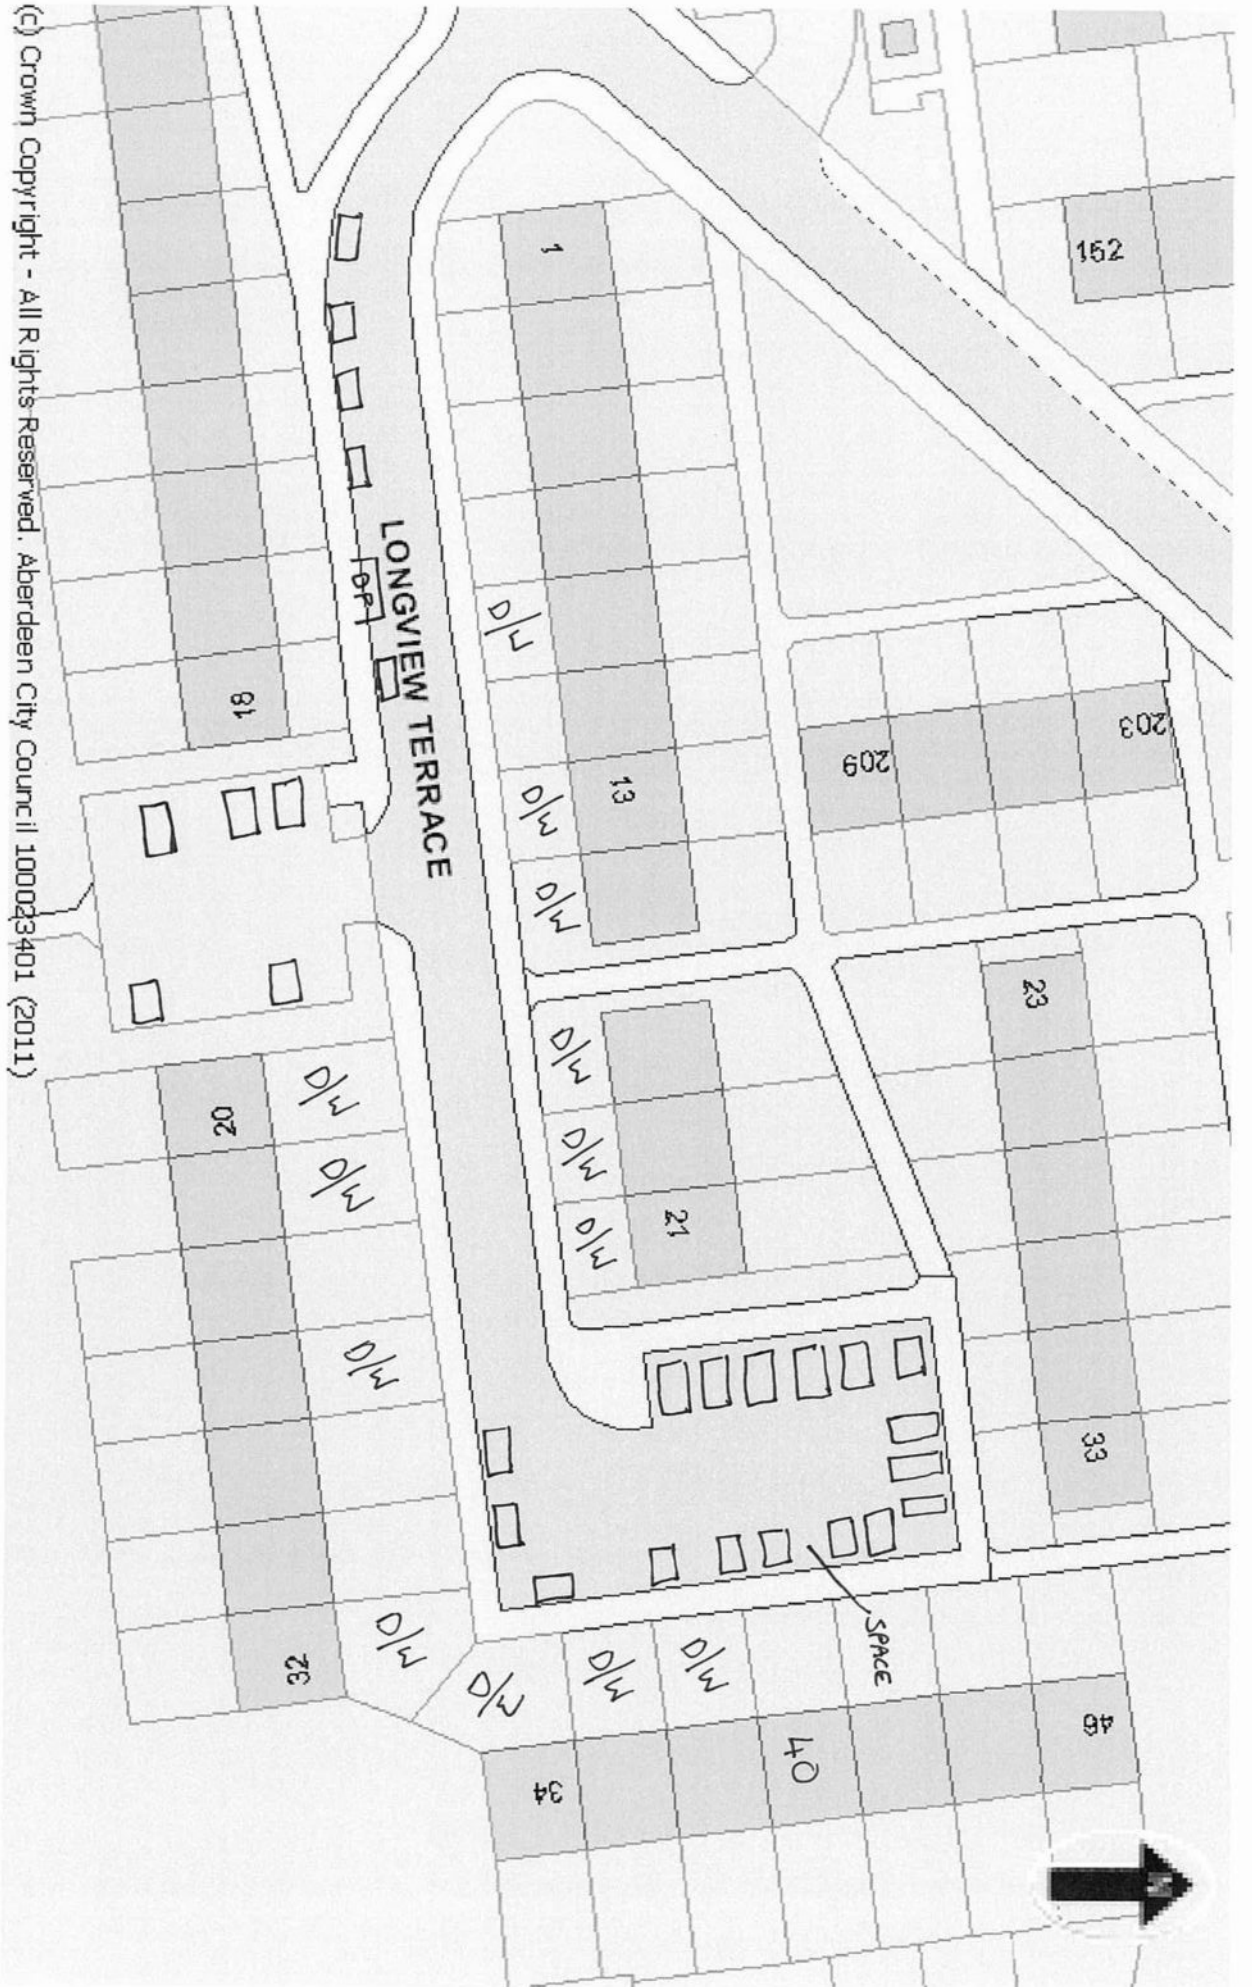 (c) Crown Copyright - All Rights Reserved. Aberdeen City Council 100023401 (2011)
LONGVIEW TERRACE
1
152
D/W
DP
18
13
D/W
209
203
D/W
23
D/W
20
D/W
D/W
D/W
21
D/W
D/W
D/W
33
SPACE
32
D/W
D/W
D/W
D/W
34
40
46
N